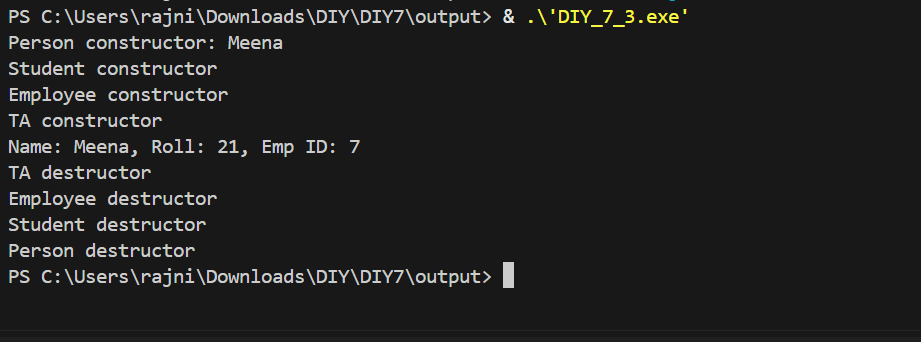 PS C:\Users\rajni\Downloads\DIY\DIY7\output> & .\'DIY_7_3.exe'
Person constructor: Meena
Student constructor
Employee constructor
TA constructor
Name: Meena, Roll: 21, Emp ID: 7
TA destructor
Employee destructor
Student destructor
Person destructor
PS C:\Users\rajni\Downloads\DIY\DIY7\output>